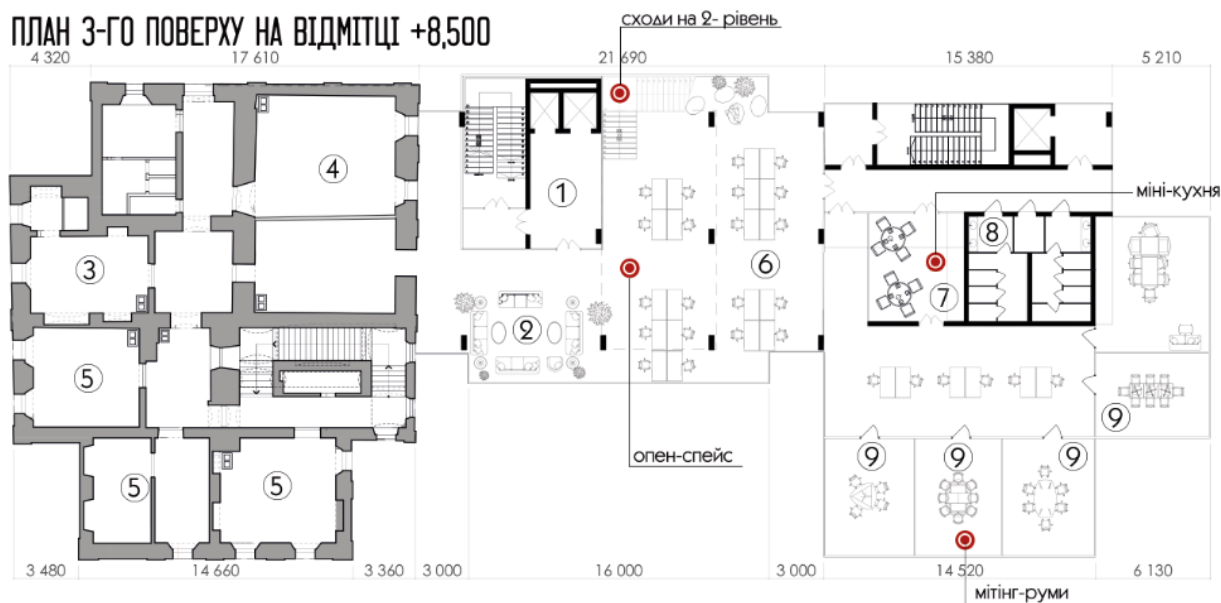 сходи на 2- рівень
ПЛАН 3-ГО ПОВЕРХУ НА ВІДМІТЦІ +8,500
4 320 17 610 21 690 15 380 5 210
4
1
міні-кухня
8
3
6
7
2
5
9
опен-спейс
9 9 9
5 5
3 480 14 660 3 360 3 000 16 000 3 000 14 520 6 130
мітінг-руми